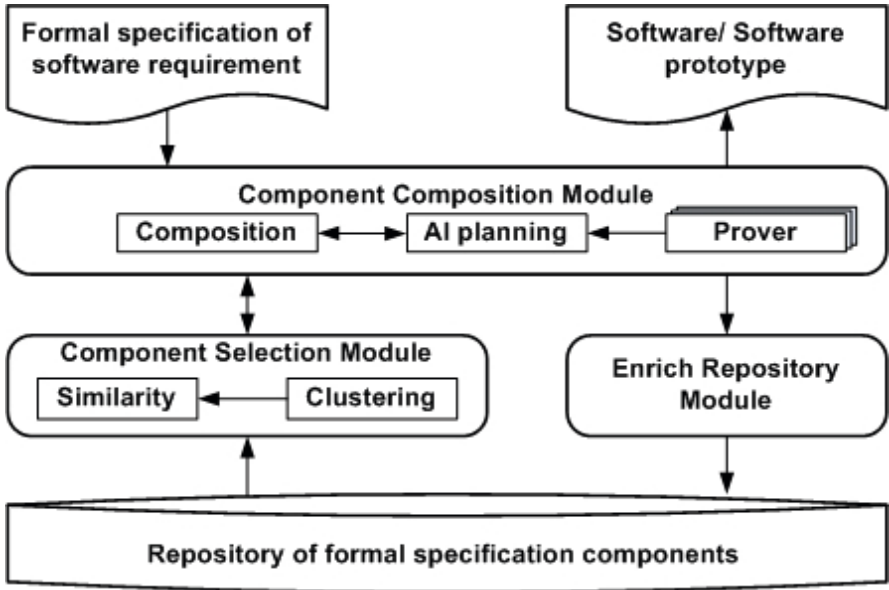 Formal specification of
software requirement
Software/ Software
prototype
Component Composition Module
Composition
AI planning
Prover
Component Selection Module
Similarity
Clustering
Enrich Repository
Module
Repository of formal specification components